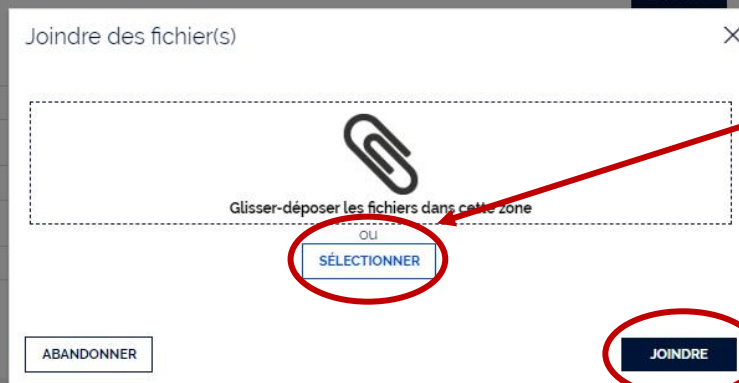 Joindre des fichier(s)
Glisser-déposer les fichiers dans cette zone
ou
SÉLECTIONNER
ABANDONNER
JOINDRE